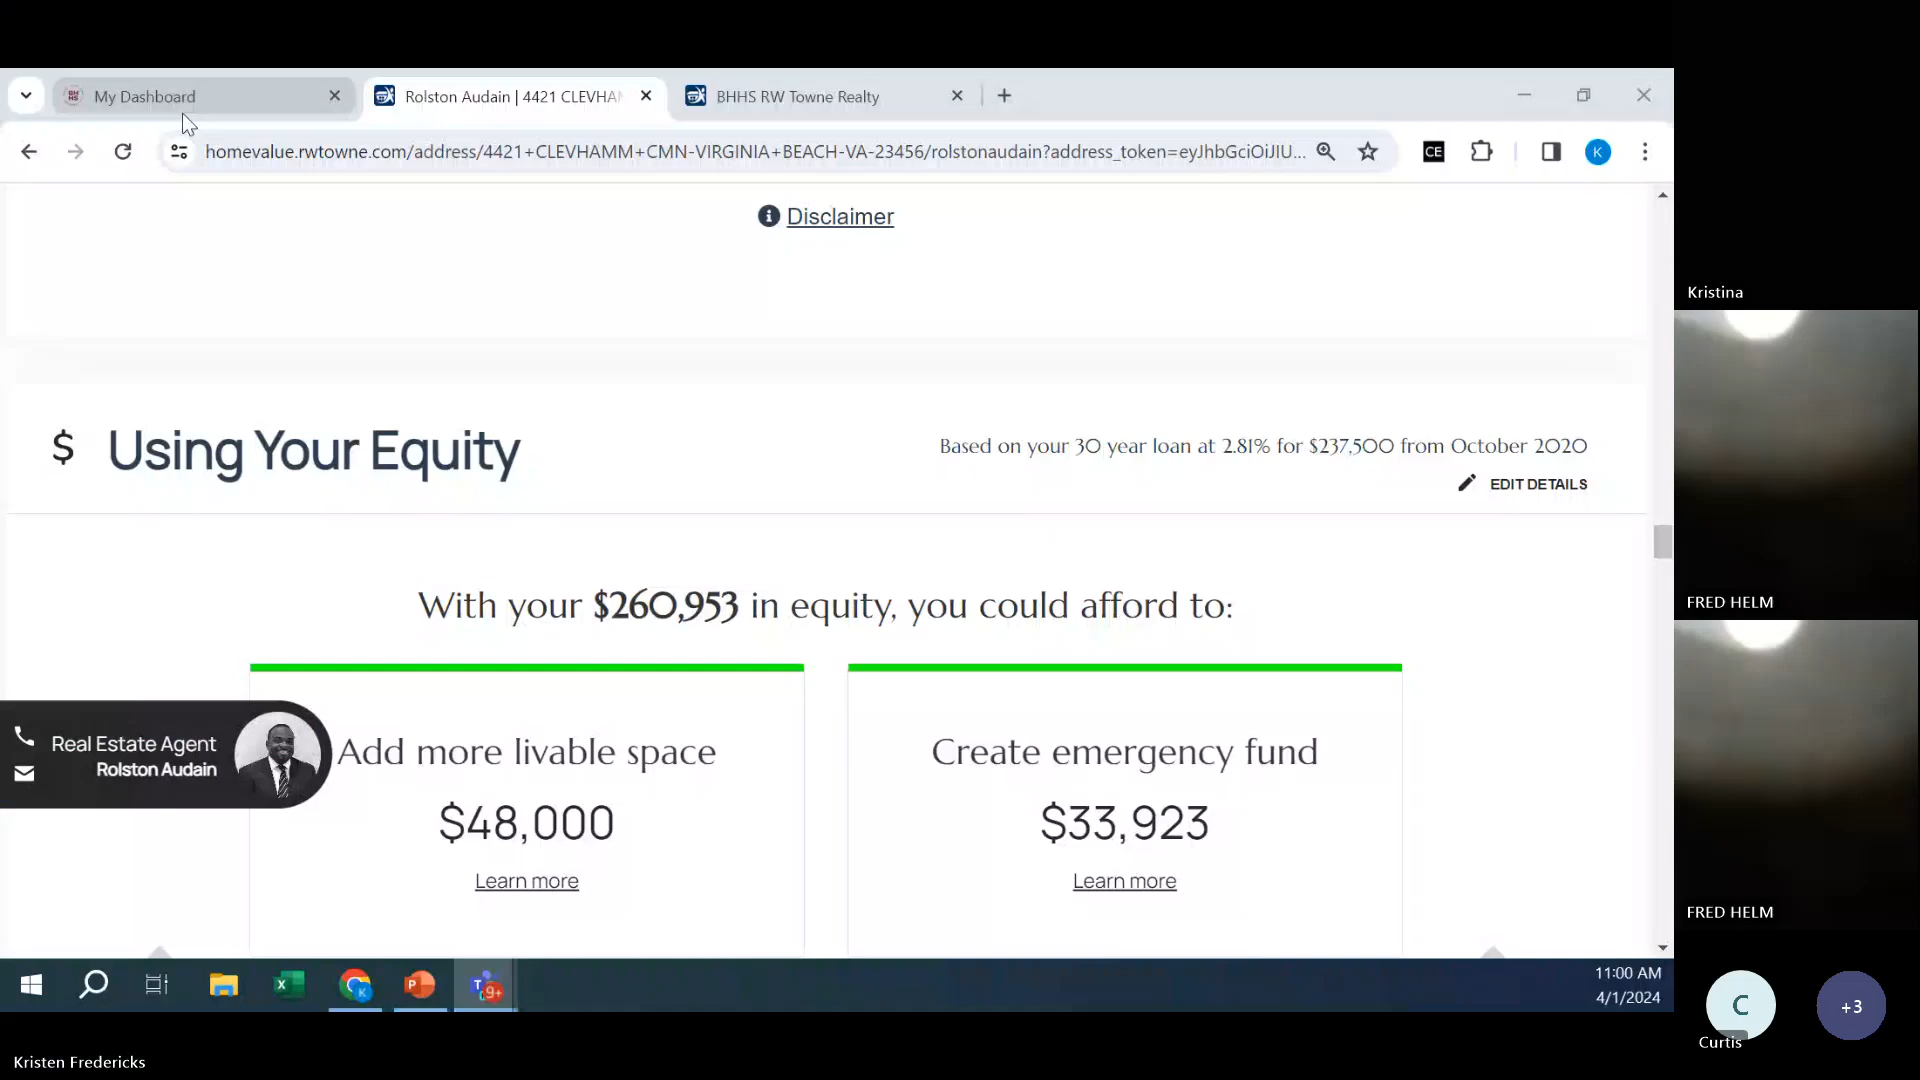 My Dashboard
Rolston Audain | 4421 CLEVHA
BHHS RW Towne Realty
homevalue.rwtowne.com/address/4421+CLEVHAMM+CMN-VIRGINIA+BEACH-VA-23456/rolstonaudain?address_token=eyJhbGciOiJIU...
CE
K
Disclaimer
$ Using Your Equity
Based on your 30 year loan at 2.81% for $237,500 from October 2020
EDIT DETAILS
With your $260,953 in equity, you could afford to:
Add more livable space
$48,000
Learn more
Create emergency fund
$33,923
Learn more
Real Estate Agent
Rolston Audain
9+
11:00 AM
4/1/2024
Kristina
FRED HELM
FRED HELM
C
Curtis
+3
Kristen Fredericks